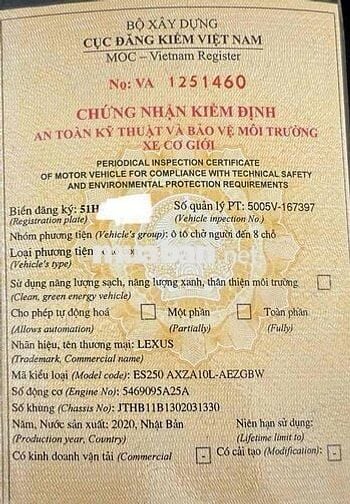 BỘ XÂY DỰNG
CỤC ĐĂNG KIỂM VIỆT NAM
MOC – Vietnam Register
No: VA 1251460
CHỨNG NHẬN KIỂM ĐỊNH
AN TOÀN KỸ THUẬT VÀ BẢO VỆ MÔI TRƯỜNG
XE CƠ GIỚI
PERIODICAL INSPECTION CERTIFICATE
OF MOTOR VEHICLE FOR COMPLIANCE WITH TECHNICAL SAFETY
AND ENVIRONMENTAL PROTECTION REQUIREMENTS
Biển đăng ký: 51H Số quản lý PT: 5005V-167397
(Registration plate) (Vehicle inspection No.)
Nhóm phương tiện (Vehicle's group): ô tô chở người đến 8 chỗ
Loại phương tiện
(Vehicle's type)
Sử dụng năng lượng sạch, năng lượng xanh, thân thiện môi trường
(Clean, green energy vehicle)
Cho phép tự động hoá Một phần Toàn phần
(Allows automation) (Partially) (Fully)
Nhãn hiệu, tên thương mại: LEXUS
(Trademark, Commercial name)
Mã kiểu loại (Model code): ES250 AXZA10L-AEZGBW
Số động cơ (Engine No): 5469095A25A
Số khung (Chassis No): JTHB11B1302031330
Năm, Nước sản xuất: 2020, Nhật Bản Niên hạn sử dụng:
(Production year, Country) (Lifetime limit to)
Có kinh doanh vận tải (Commercial - Có cải tạo (Modification): -